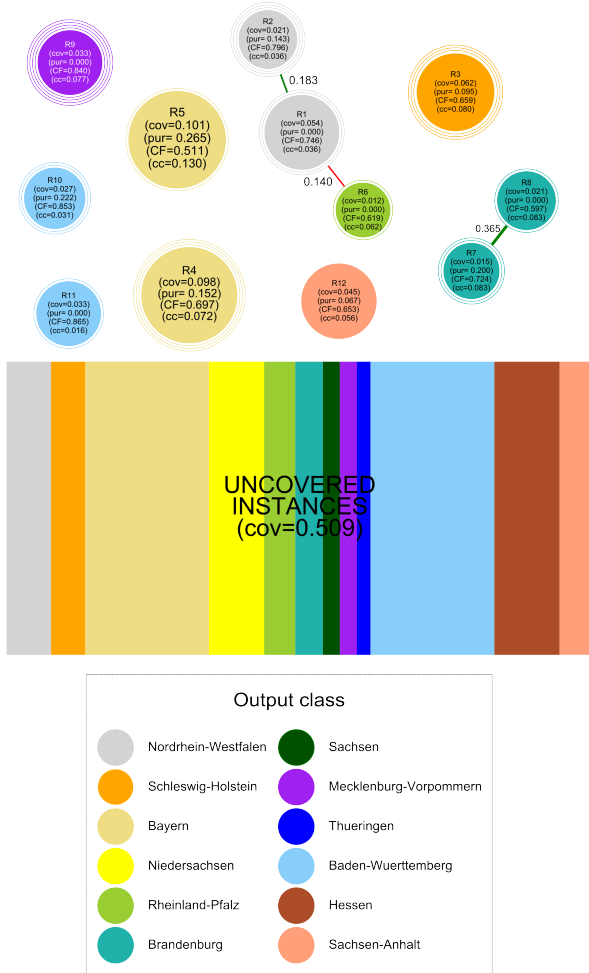 R9
(cov=0.033)
(pur= 0.000)
(CF=0.840)
(cc=0.077)
R2
(cov=0.021)
(pur= 0.143)
(CF=0.796)
(cc=0.036)
0.183
R3
(cov=0.062)
(pur= 0.095)
(CF=0.659)
(cc=0.080)
R5
(cov=0.101)
(pur= 0.265)
(CF=0.511)
(cc=0.130)
R1
(cov=0.054)
(pur= 0.000)
(CF=0.746)
(cc=0.036)
0.140
R10
(cov=0.027)
(pur= 0.222)
(CF=0.853)
(cc=0.031)
R6
(cov=0.012)
(pur= 0.000)
(CF=0.619)
(cc=0.062)
R8
(cov=0.021)
(pur= 0.000)
(CF=0.597)
(cc=0.083)
0.365
R7
(cov=0.015)
(pur= 0.200)
(CF=0.724)
(cc=0.083)
R4
(cov=0.098)
(pur= 0.152)
(CF=0.697)
(cc=0.072)
R11
(cov=0.033)
(pur= 0.000)
(CF=0.865)
(cc=0.016)
R12
(cov=0.045)
(pur= 0.067)
(CF=0.653)
(cc=0.056)
UNCOVERED
INSTANCES
(cov=0.509)
Output class
Nordrhein-Westfalen
Schleswig-Holstein
Bayern
Niedersachsen
Rheinland-Pfalz
Brandenburg
Sachsen
Mecklenburg-Vorpommern
Thueringen
Baden-Wuerttemberg
Hessen
Sachsen-Anhalt